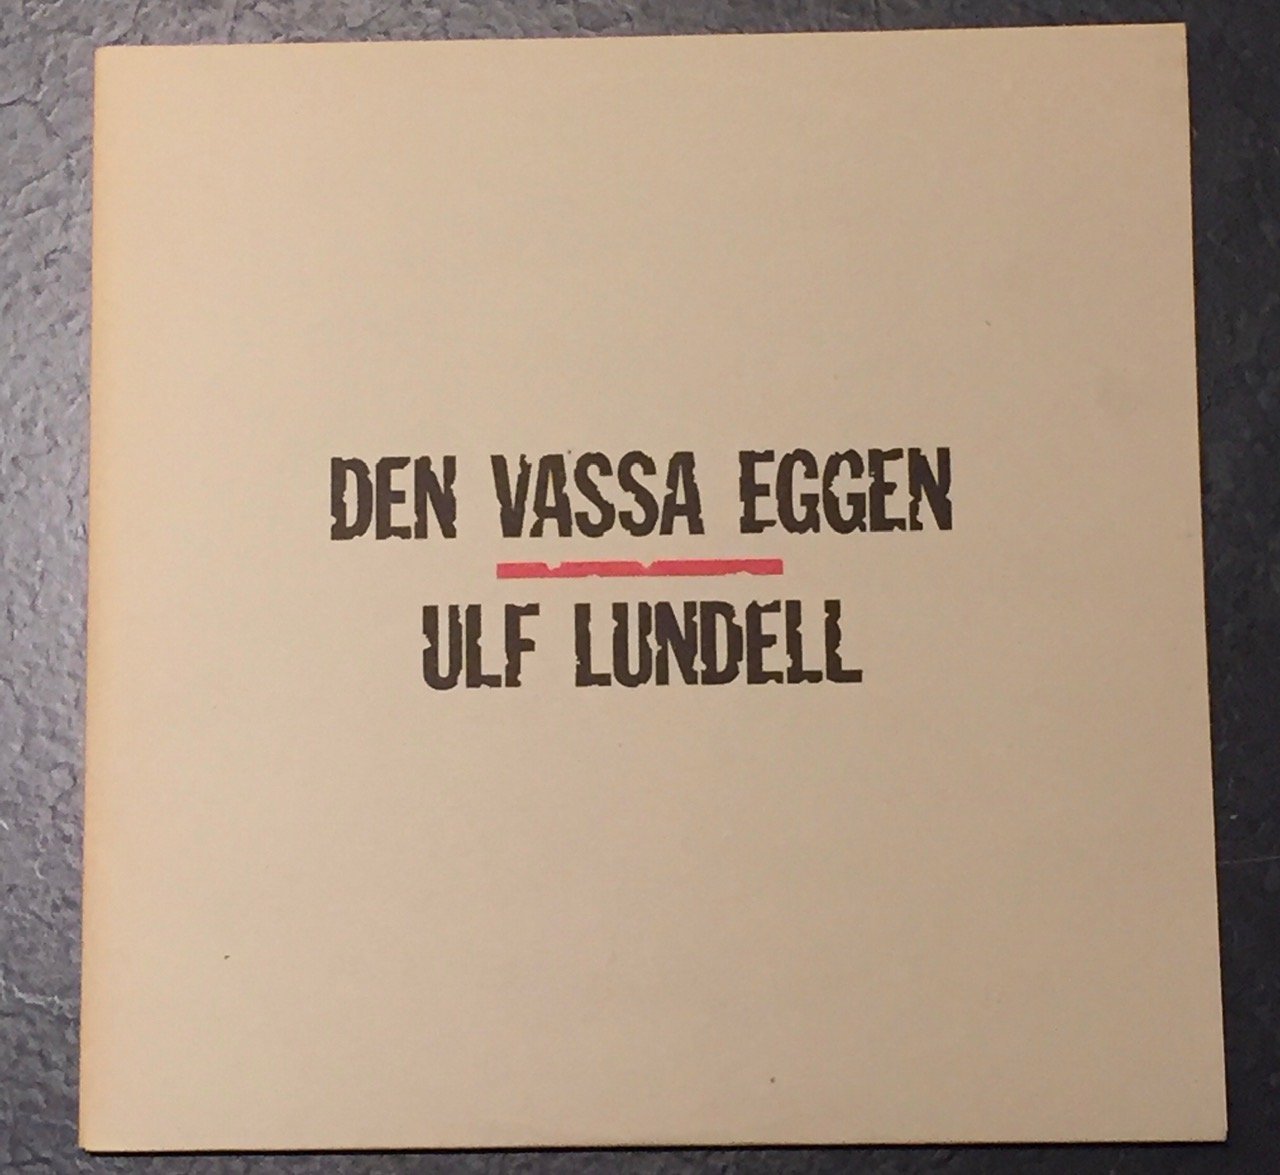 DEN VASSA EGGEN
ULF LUNDELL